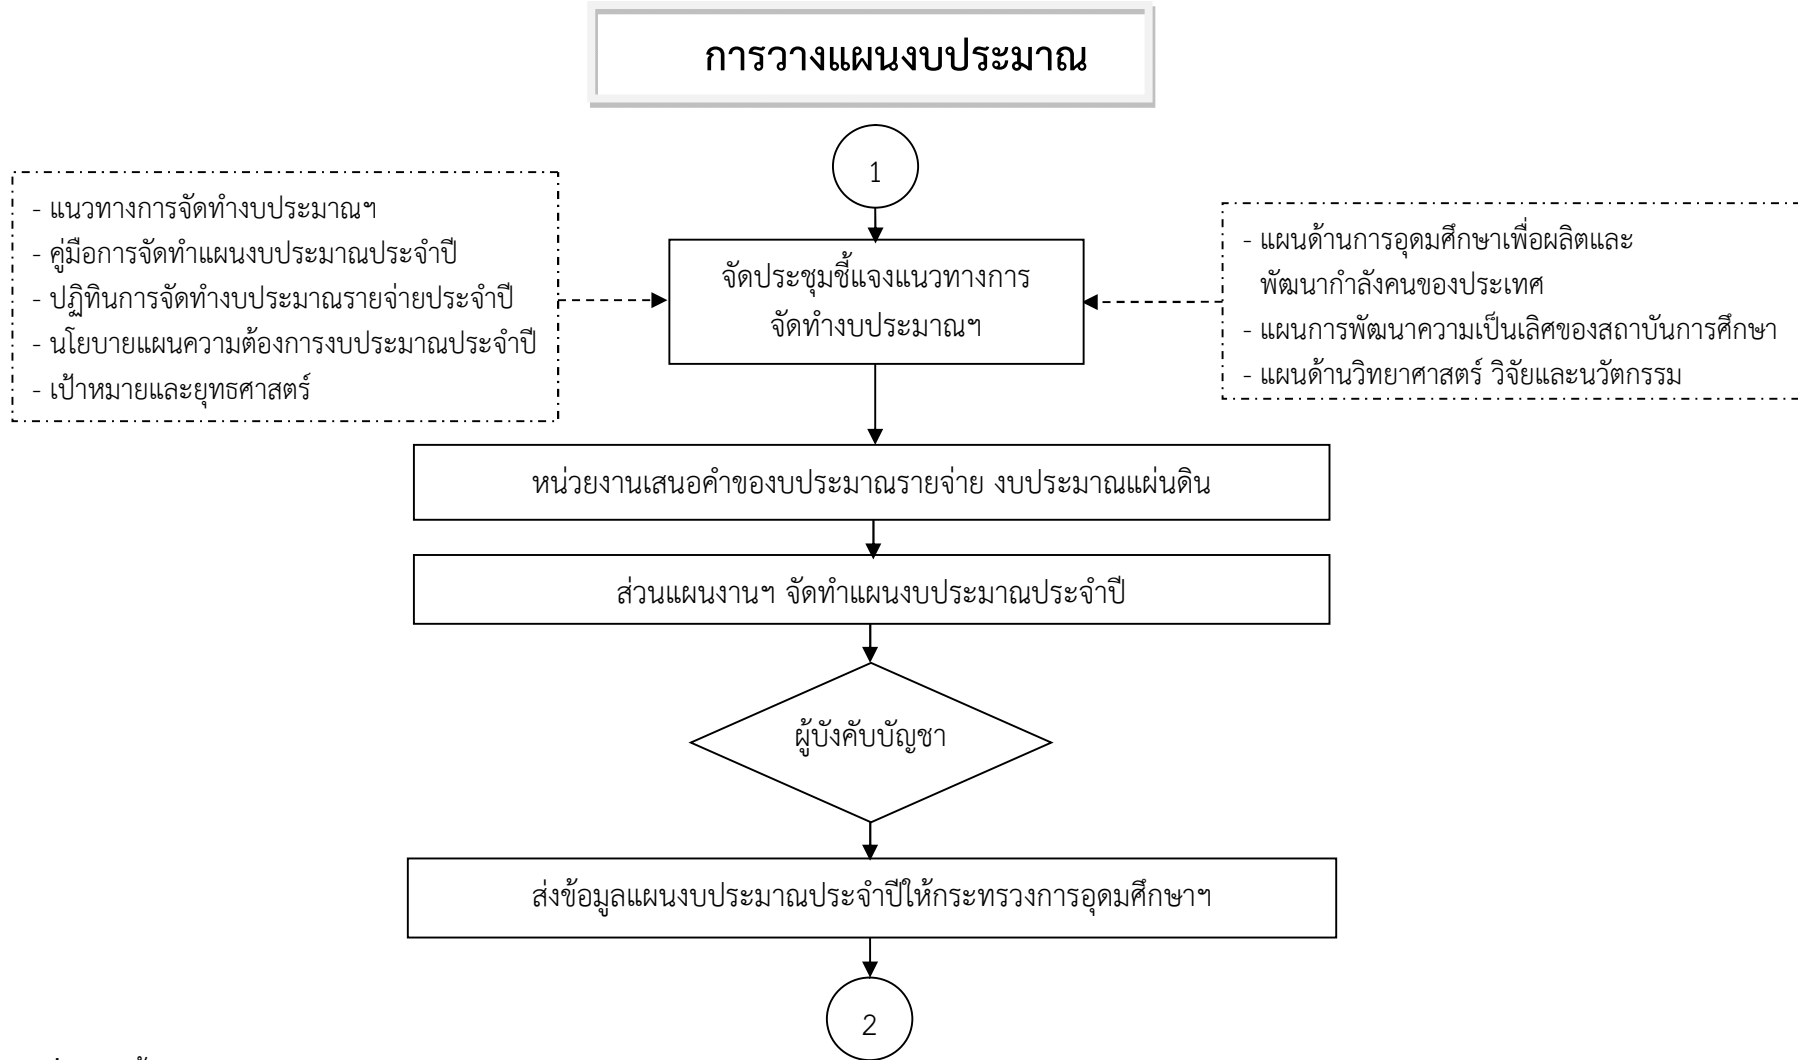 การวางแผนงบประมาณ
1
- แนวทางการจัดทำงบประมาณฯ
- คู่มือการจัดทำแผนงบประมาณประจำปี
- ปฏิทินการจัดทำงบประมาณรายจ่ายประจำปี
- นโยบายแผนความต้องการงบประมาณประจำปี
- เป้าหมายและยุทธศาสตร์
จัดประชุมชี้แจงแนวทางการ
จัดทำงบประมาณฯ
- แผนด้านการอุดมศึกษาเพื่อผลิตและ
พัฒนากำลังคนของประเทศ
- แผนการพัฒนาความเป็นเลิศของสถาบันการศึกษา
- แผนด้านวิทยาศาสตร์ วิจัยและนวัตกรรม
หน่วยงานเสนอคำของบประมาณรายจ่าย งบประมาณแผ่นดิน
ส่วนแผนงานฯ จัดทำแผนงบประมาณประจำปี
ผู้บังคับบัญชา
ส่งข้อมูลแผนงบประมาณประจำปีให้กระทรวงการอุดมศึกษาฯ
2